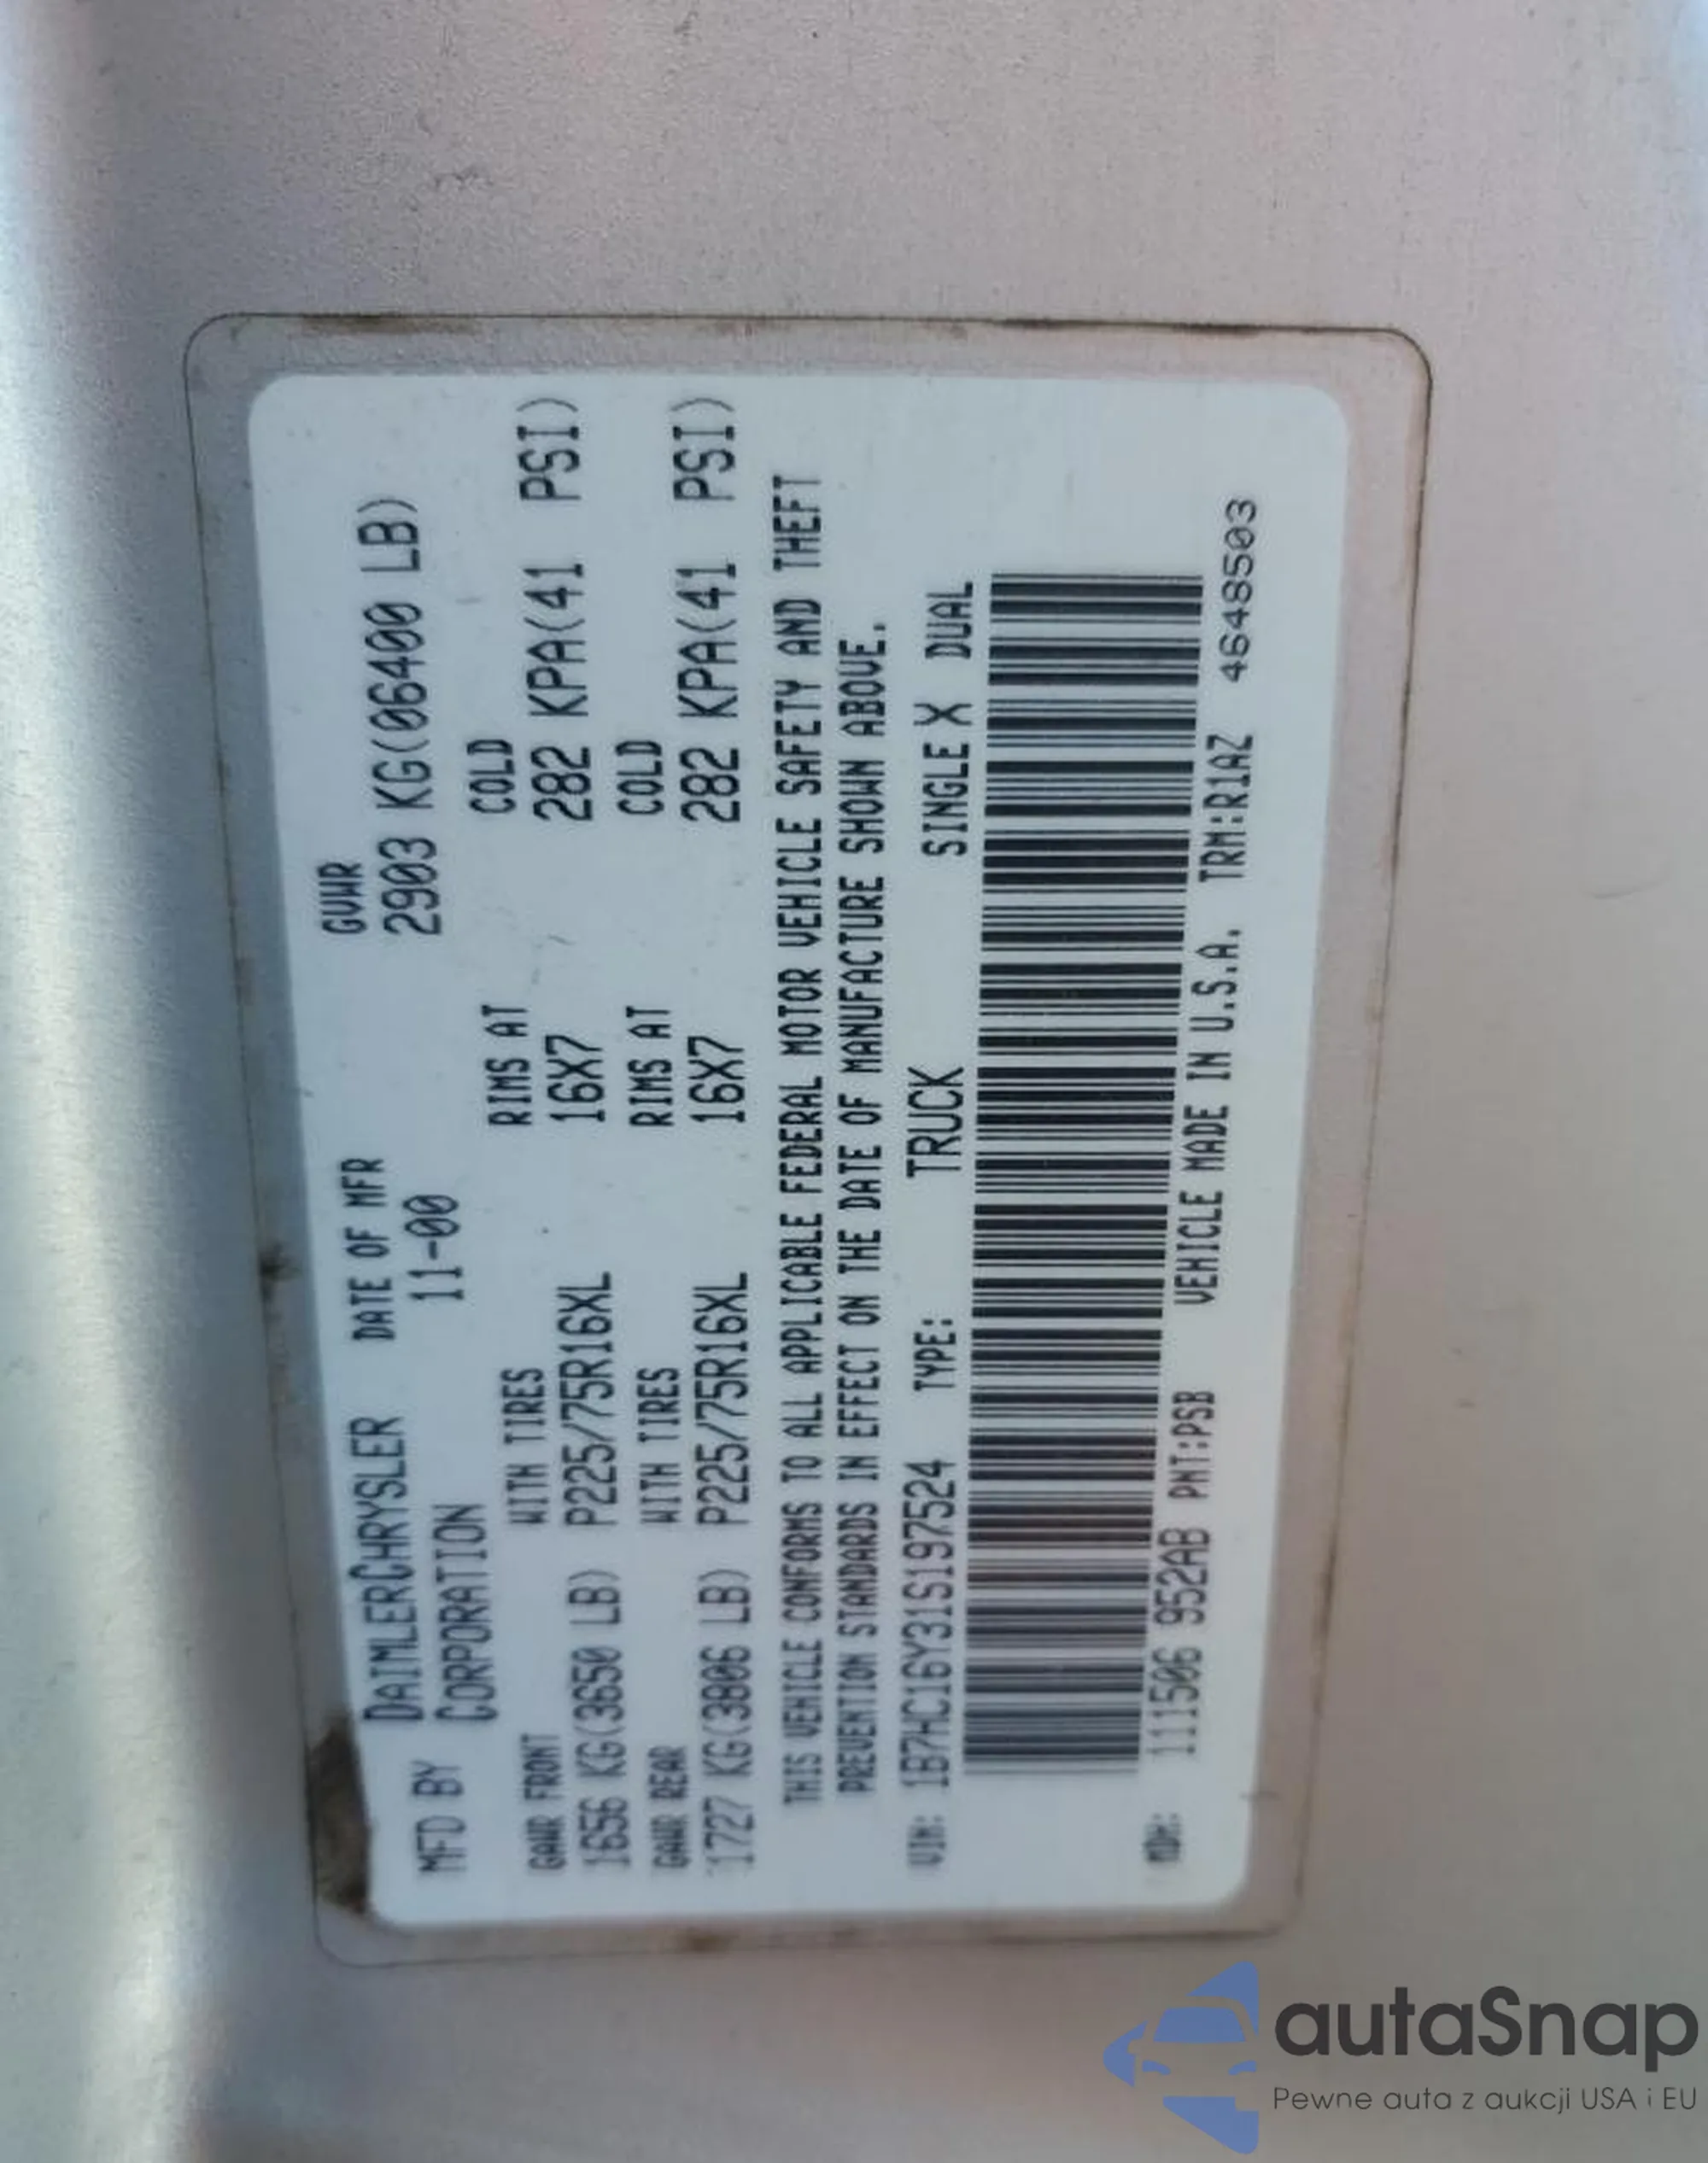 MFD BY DAIMLERCHRYSLER CORPORATION DATE OF MFR 11-00 GVWR 2903 KG(06400 LB)
GAWR FRONT WITH TIRES RIMS AT COLD
1656 KG(3650 LB) P225/75R16XL 16X7 282 KPA(41 PSI)
GAWR REAR WITH TIRES RIMS AT COLD
1727 KG(3806 LB) P225/75R16XL 16X7 282 KPA(41 PSI)
THIS VEHICLE CONFORMS TO ALL APPLICABLE FEDERAL MOTOR VEHICLE SAFETY AND THEFT
PREVENTION STANDARDS IN EFFECT ON THE DATE OF MANUFACTURE SHOWN ABOVE.
VIN: 1B7HC16Y31S197524 TYPE: TRUCK SINGLE X DUAL
MDH: 111506 952AB PNT:PSB VEHICLE MADE IN U.S.A. TRM:R1AZ 4648503
autaSnap
Pewne auta z aukcji USA i EU